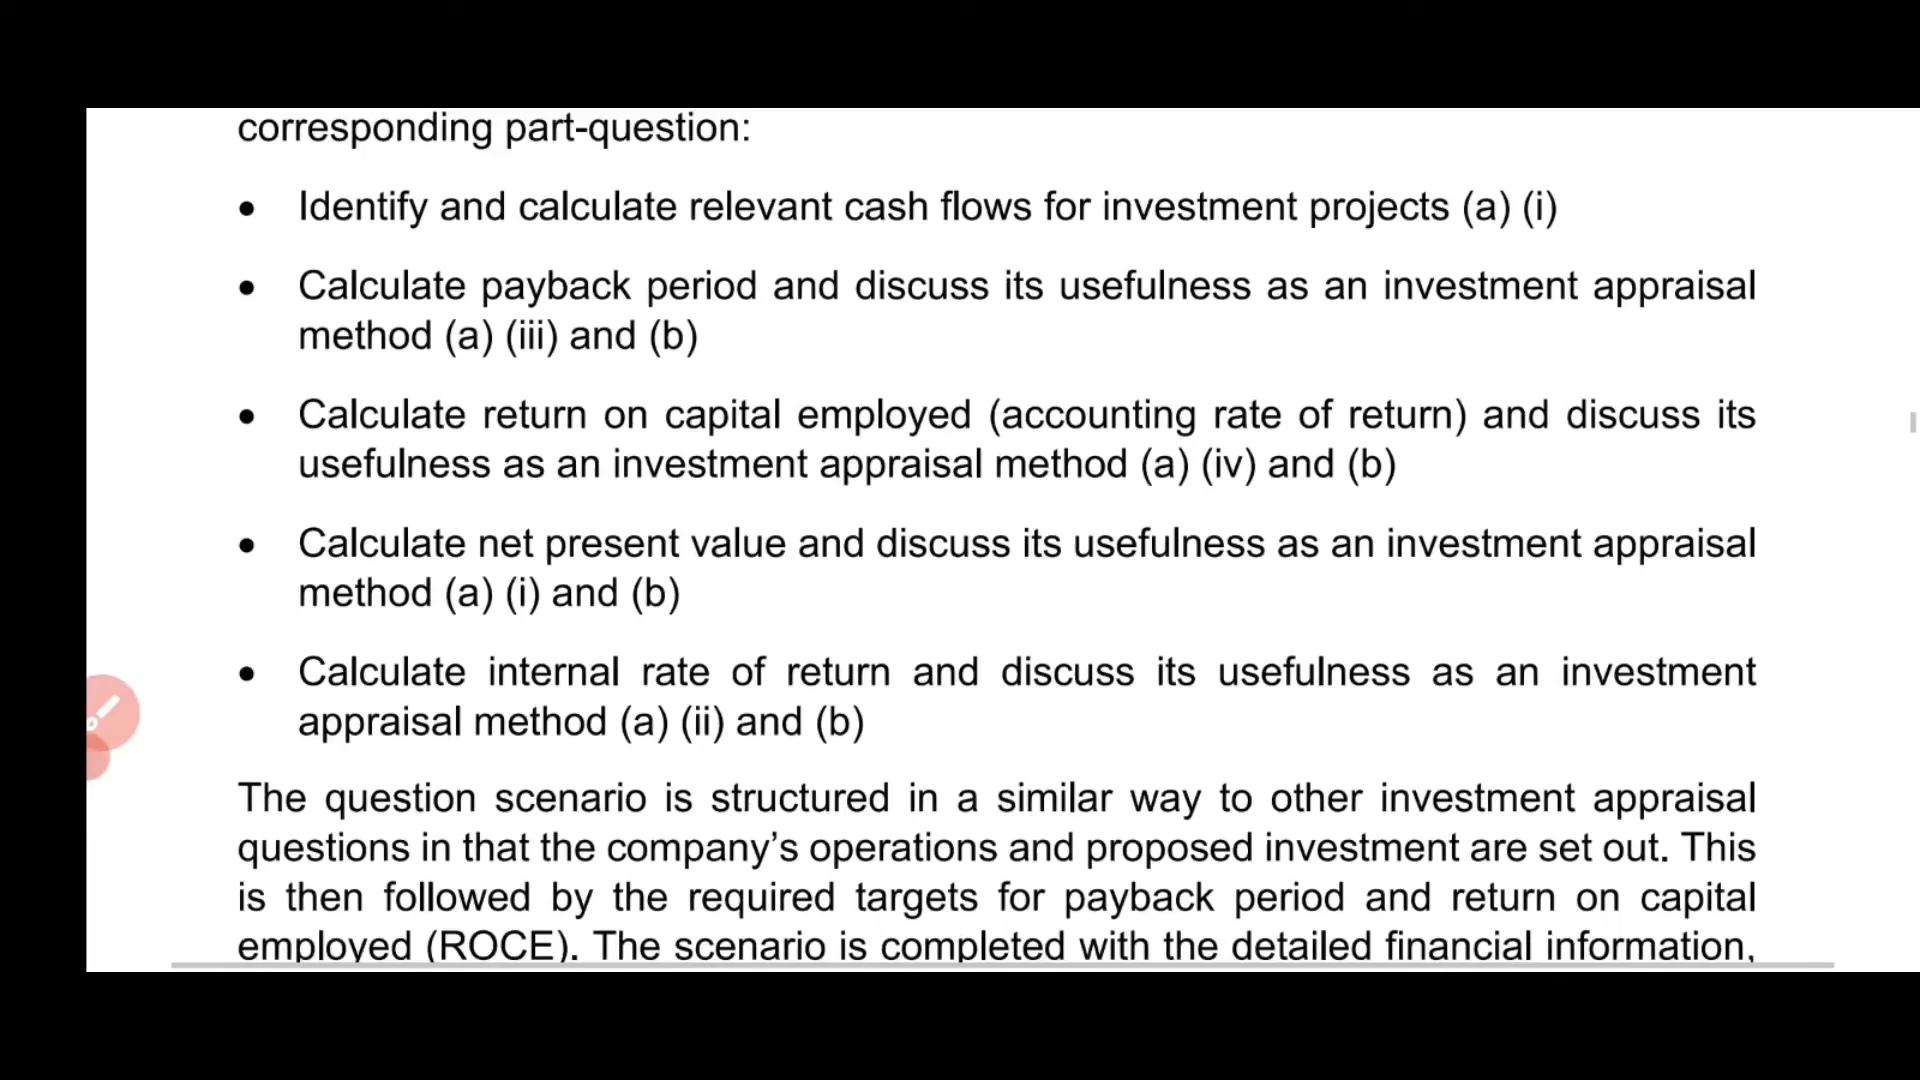 corresponding part-question:
• Identify and calculate relevant cash flows for investment projects (a) (i)
• Calculate payback period and discuss its usefulness as an investment appraisal
method (a) (iii) and (b)
• Calculate return on capital employed (accounting rate of return) and discuss its
usefulness as an investment appraisal method (a) (iv) and (b)
• Calculate net present value and discuss its usefulness as an investment appraisal
method (a) (i) and (b)
• Calculate internal rate of return and discuss its usefulness as an investment
appraisal method (a) (ii) and (b)
The question scenario is structured in a similar way to other investment appraisal
questions in that the company’s operations and proposed investment are set out. This
is then followed by the required targets for payback period and return on capital
employed (ROCE). The scenario is completed with the detailed financial information,